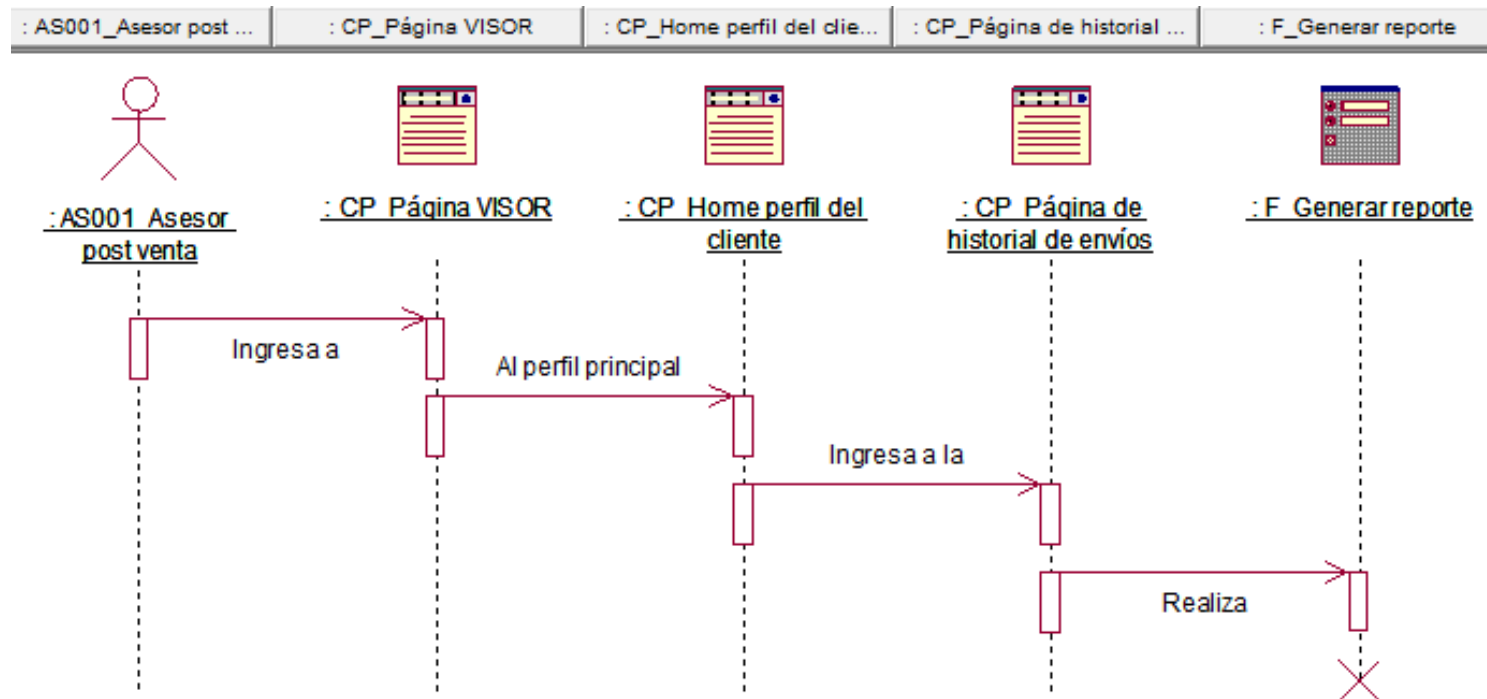 : AS001_Asesor post ...
: CP_Página VISOR
: CP_Home perfil del clie...
: CP_Página de historial ...
: F_Generar reporte
: AS001_Asesor
post venta
: CP_Página VISOR
: CP_Home perfil del
cliente
: CP_Página de
historial de envíos
: F_Generar reporte
Ingresa a
Al perfil principal
Ingresa a la
Realiza